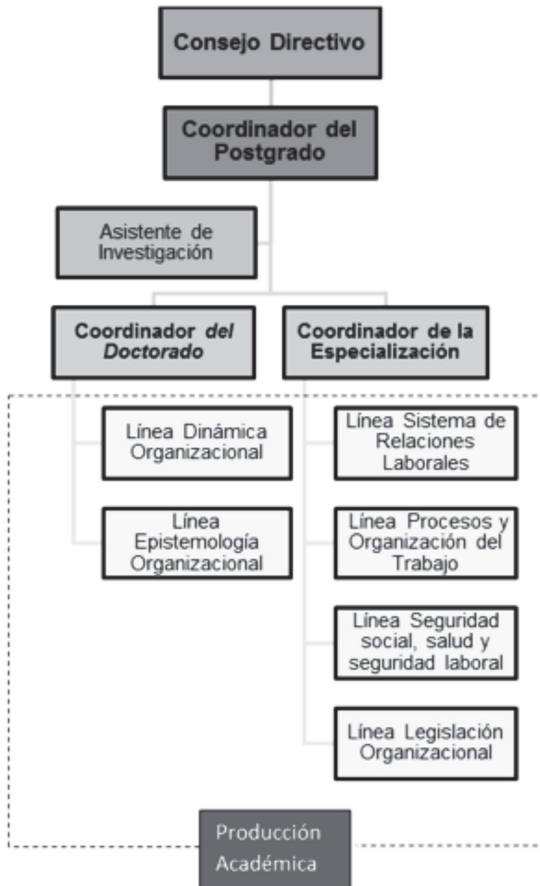 Consejo Directivo
Coordinador del
Postgrado
Asistente de
Investigación
Coordinador del
Doctorado
Coordinador de la
Especialización
Línea Dinámica
Organizacional
Línea
Epistemología
Organizacional
Línea Sistema de
Relaciones
Laborales
Línea Procesos y
Organización del
Trabajo
Línea Seguridad
social, salud y
seguridad laboral
Línea Legislación
Organizacional
Producción
Académica